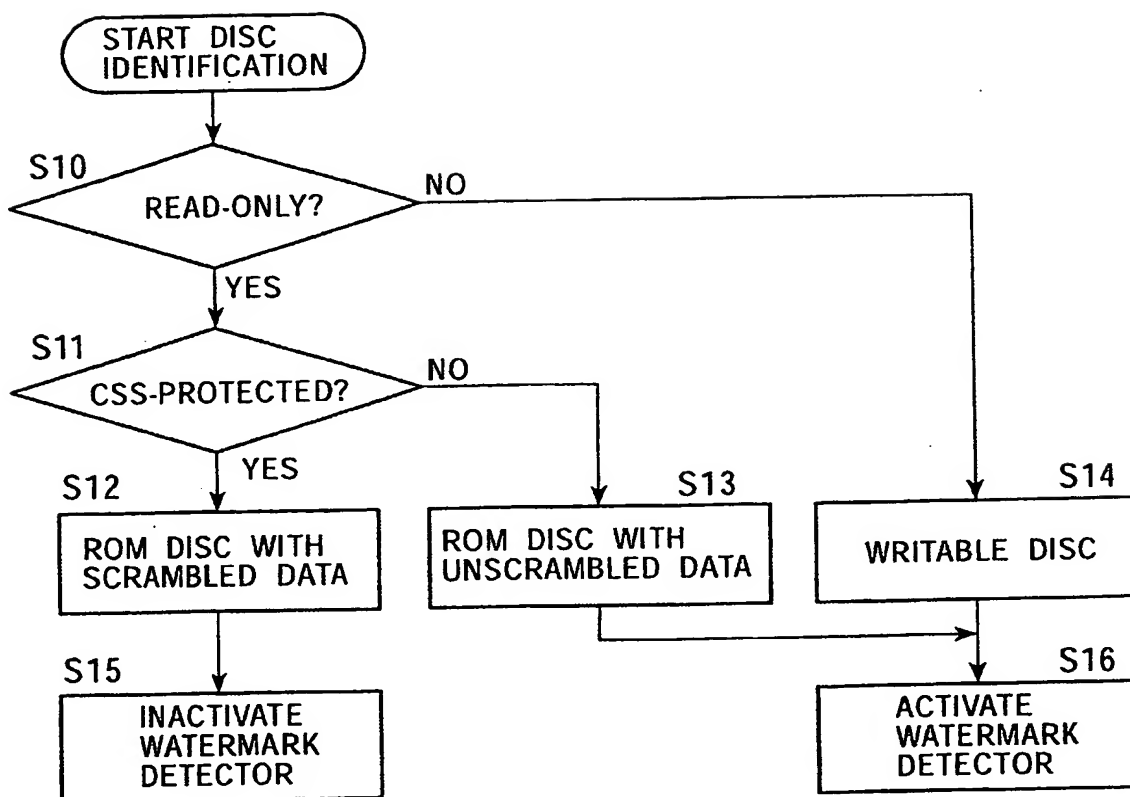 START DISC
IDENTIFICATION
S10
READ-ONLY?
NO
YES
S11
CSS-PROTECTED?
NO
YES
S12
ROM DISC WITH
SCRAMBLED DATA
S13
ROM DISC WITH
UNSCRAMBLED DATA
S14
WRITABLE DISC
S15
INACTIVATE
WATERMARK
DETECTOR
S16
ACTIVATE
WATERMARK
DETECTOR